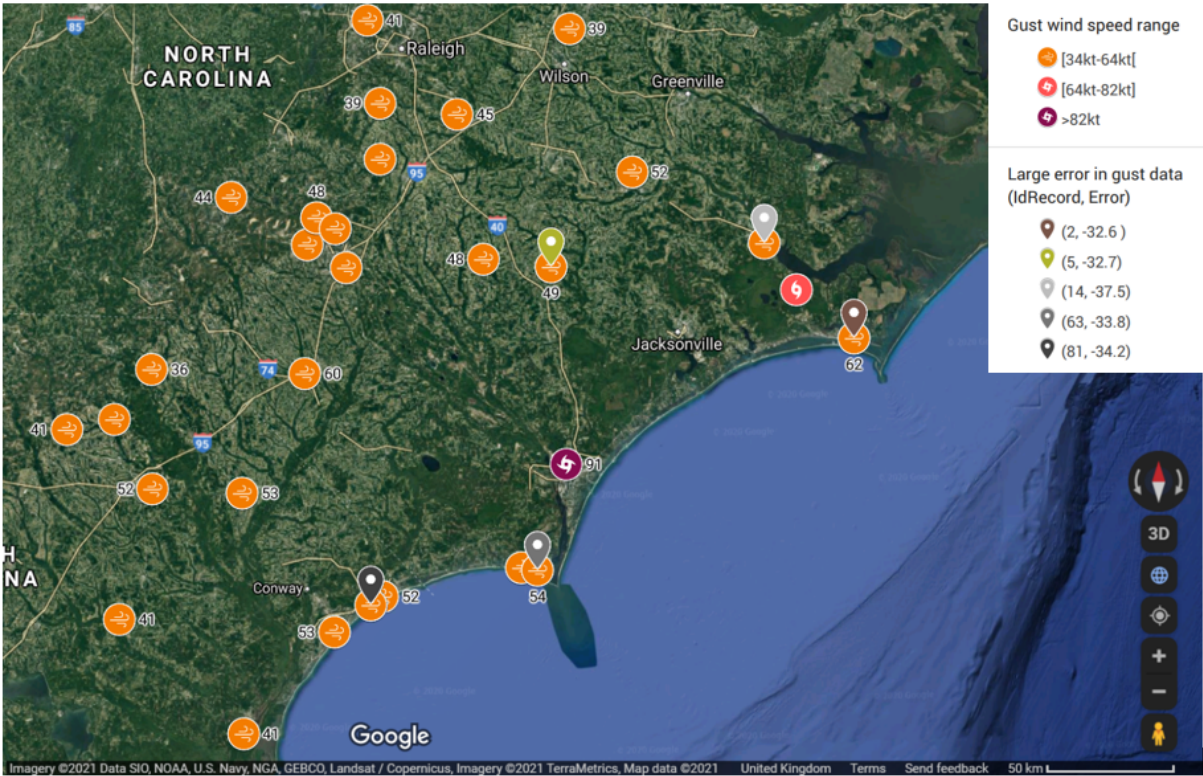 Gust wind speed range
[34kt-64kt[
[64kt-82kt]
>82kt
Large error in gust data
(IdRecord, Error)
(2, -32.6 )
(5, -32.7)
(14, -37.5)
(63, -33.8)
(81, -34.2)
85
41
39
NORTH
CAROLINA
Raleigh
Wilson
Greenville
39
45
95
52
44
48
40
48
49
Jacksonville
62
36
74
60
41
95
91
52
53
H
NA
Conway
52
54
41
53
41
Google
3D
Imagery ©2021 Data SIO, NOAA, U.S. Navy, NGA, GEBCO, Landsat / Copernicus, Imagery ©2021 TerraMetrics, Map data ©2021 United Kingdom Terms Send feedback 50 km